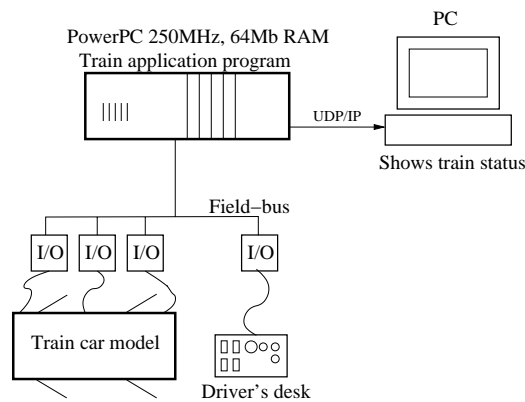 PowerPC 250MHz, 64Mb RAM
Train application program
PC
UDP/IP
Shows train status
Field−bus
I/O
I/O
I/O
I/O
Train car model
Driver's desk